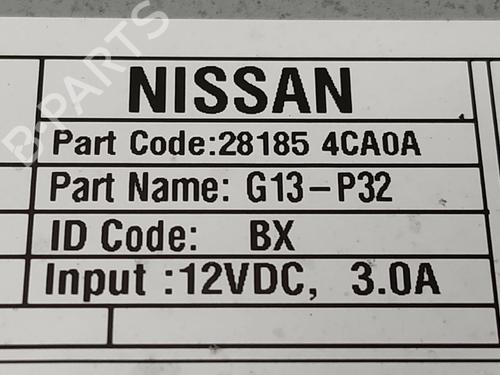 B-PARTS
NISSAN
Part Code:28185 4CA0A
Part Name: G13-P32
ID Code: BX
Input :12VDC, 3.0A